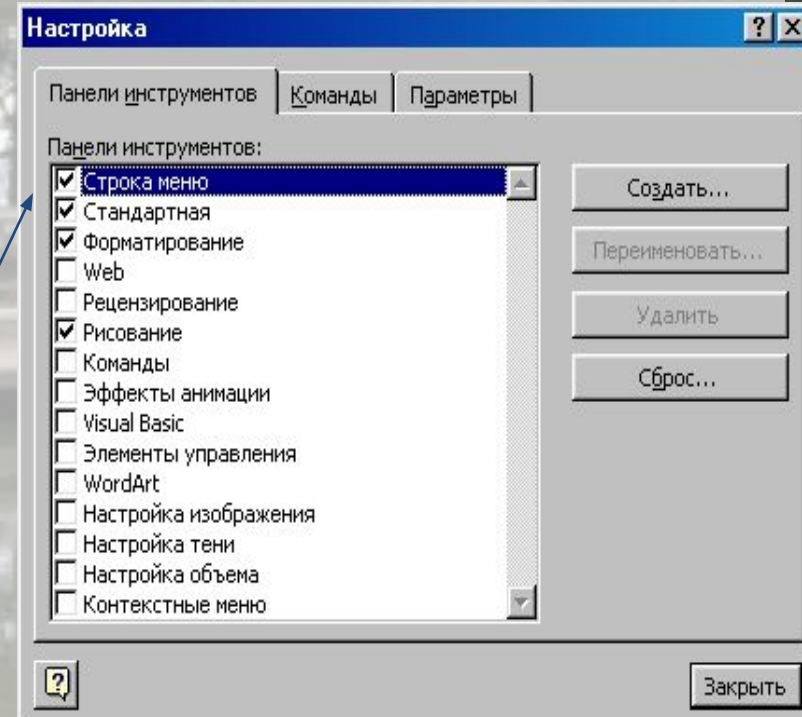 Настройка
Панели инструментов
Команды
Параметры
Панели инструментов:
Строка меню
Стандартная
Форматирование
Web
Рецензирование
Рисование
Команды
Эффекты анимации
Visual Basic
Элементы управления
WordArt
Настройка изображения
Настройка тени
Настройка объема
Контекстные меню
Создать...
Переименовать...
Удалить
Сброс...
Закрыть